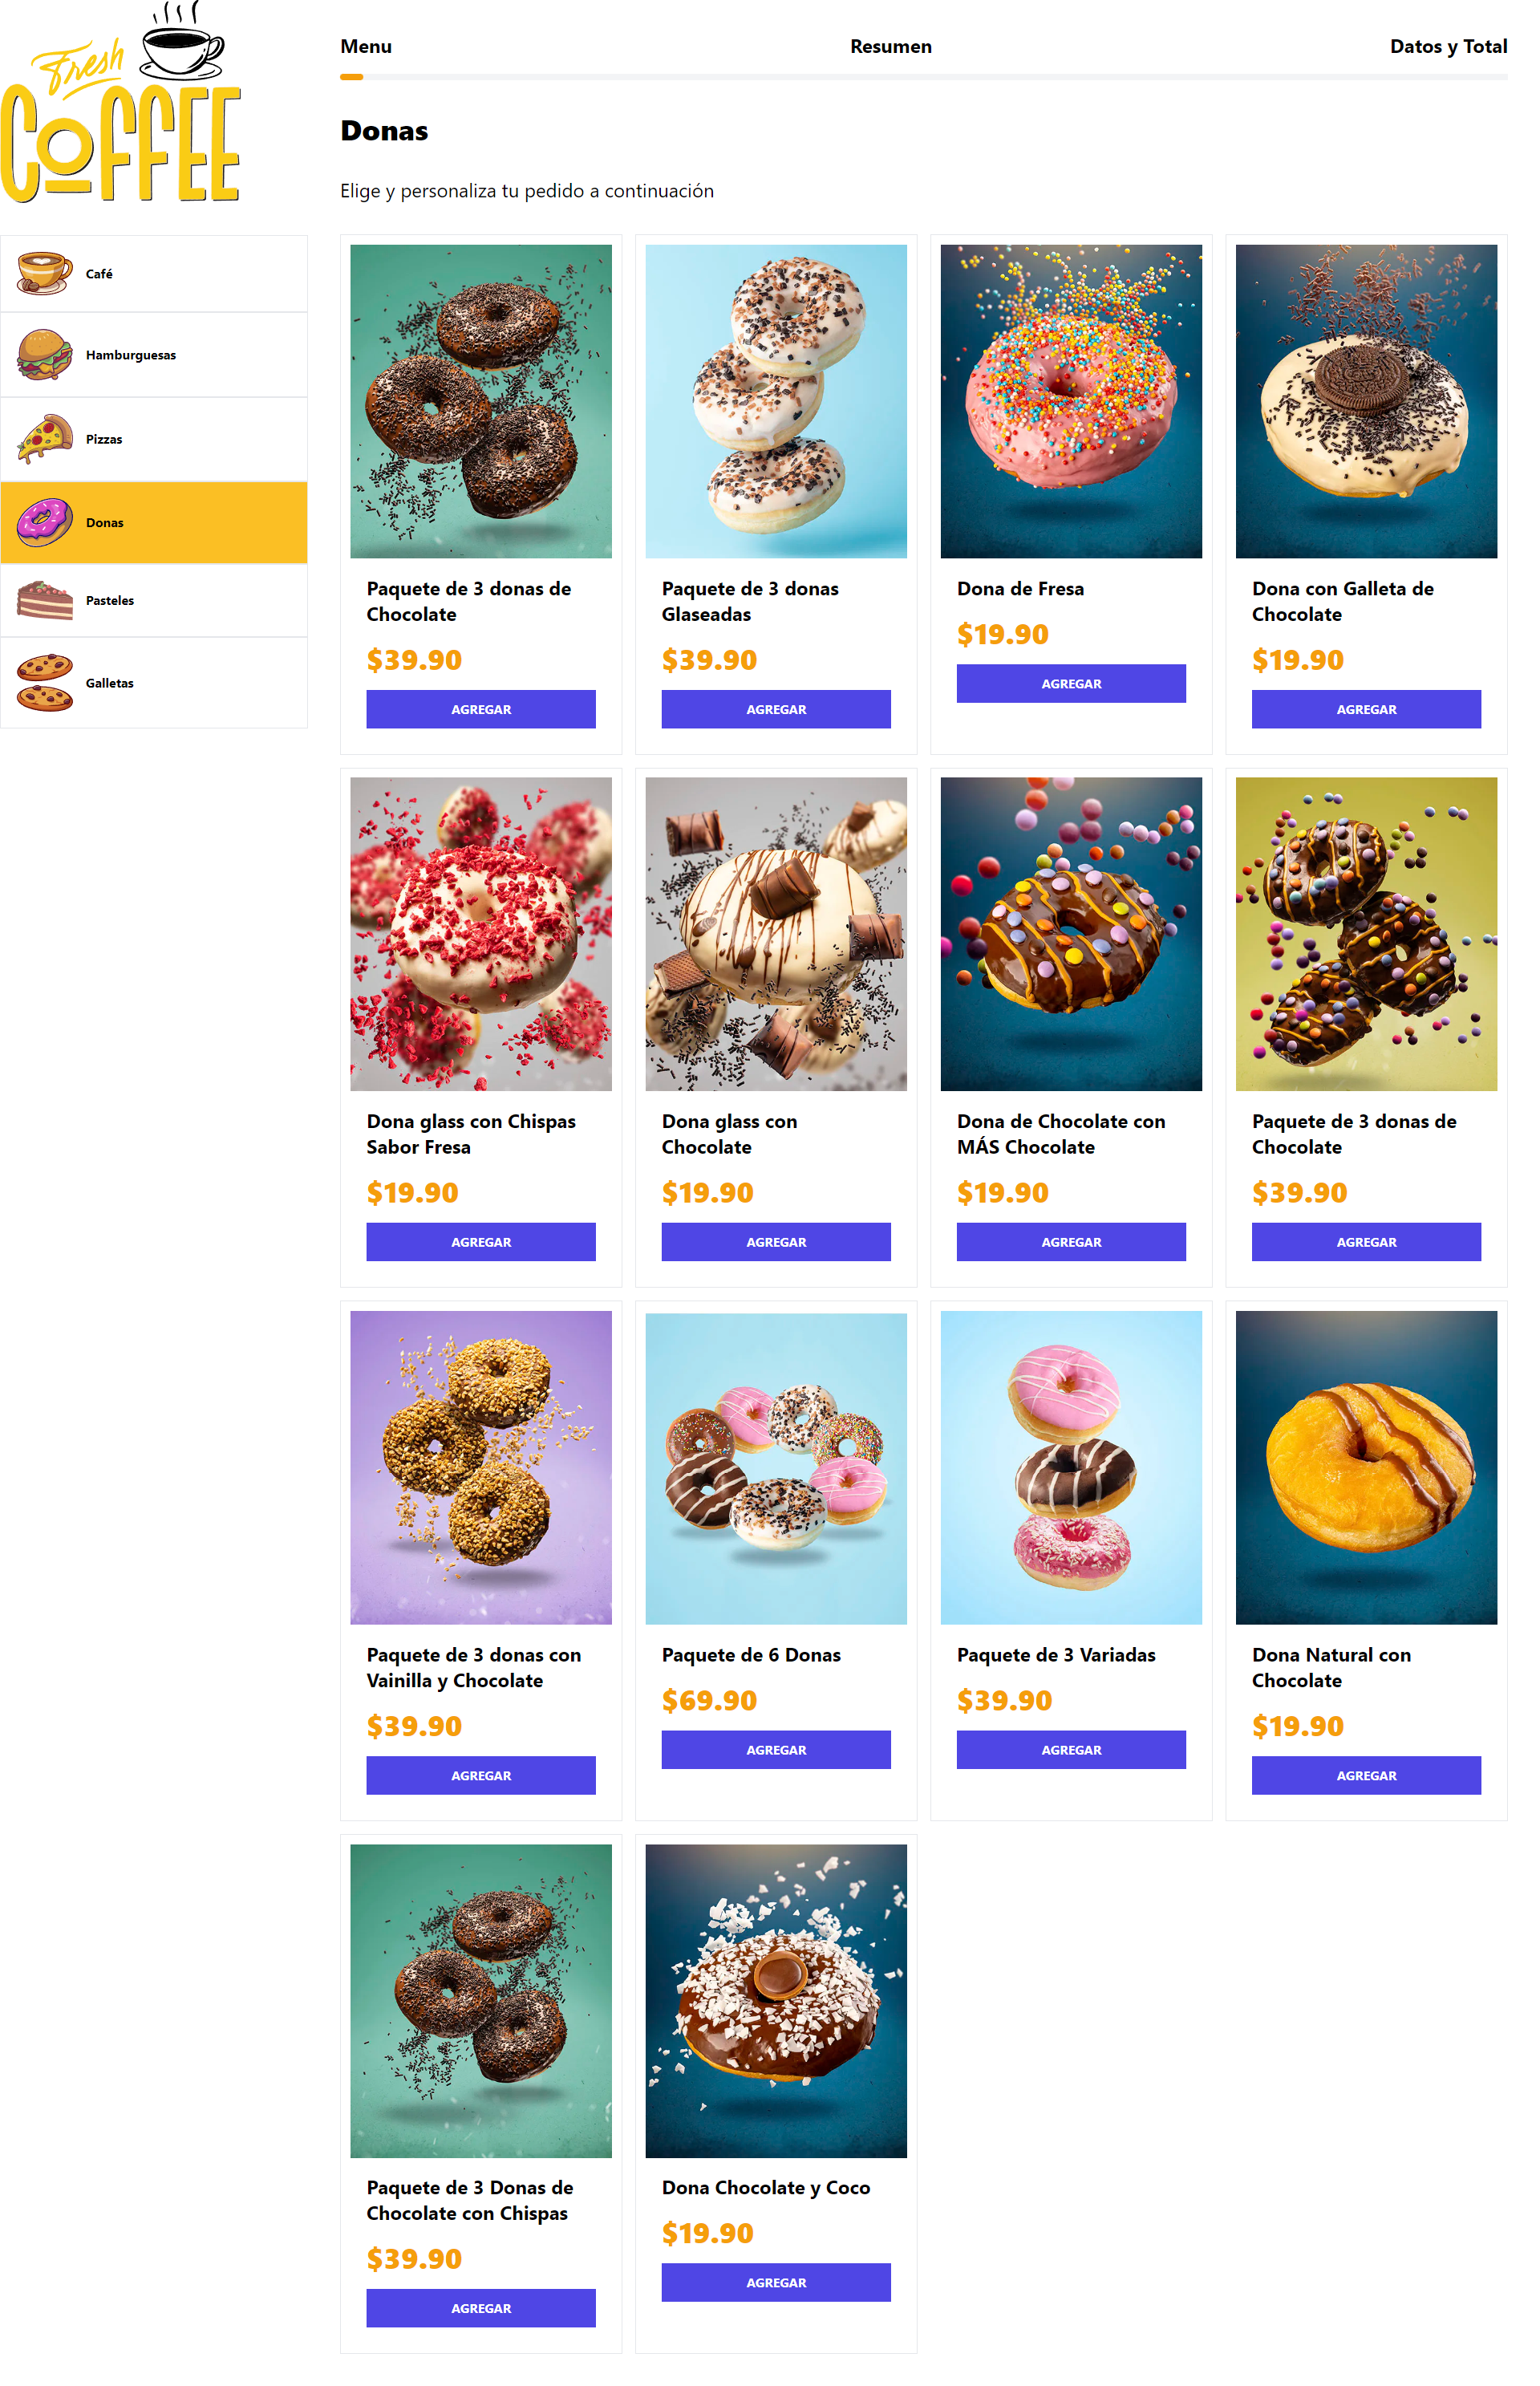 Fresh
COFFEE
Menu
Resumen
Datos y Total
Donas
Elige y personaliza tu pedido a continuación
Café
Hamburguesas
Pizzas
Donas
Pasteles
Galletas
Paquete de 3 donas de
Chocolate
$39.90
AGREGAR
Paquete de 3 donas
Glaseadas
$39.90
AGREGAR
Dona de Fresa
$19.90
AGREGAR
Dona con Galleta de
Chocolate
$19.90
AGREGAR
Dona glass con Chispas
Sabor Fresa
$19.90
AGREGAR
Dona glass con
Chocolate
$19.90
AGREGAR
Dona de Chocolate con
MÁS Chocolate
$19.90
AGREGAR
Paquete de 3 donas de
Chocolate
$39.90
AGREGAR
Paquete de 3 donas con
Vainilla y Chocolate
$39.90
AGREGAR
Paquete de 6 Donas
$69.90
AGREGAR
Paquete de 3 Variadas
$39.90
AGREGAR
Dona Natural con
Chocolate
$19.90
AGREGAR
Paquete de 3 Donas de
Chocolate con Chispas
$39.90
AGREGAR
Dona Chocolate y Coco
$19.90
AGREGAR